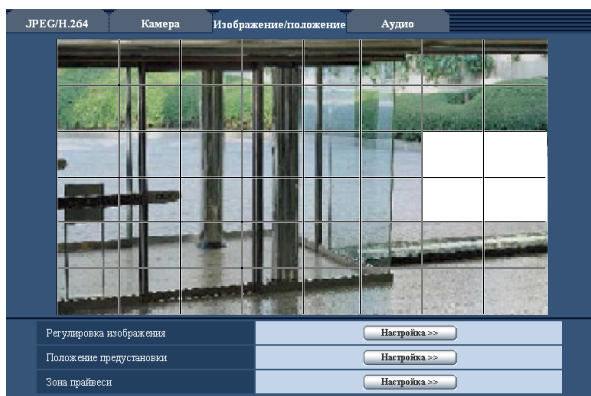 JPEG/H.264 Камера Изображение/положение Аудио
Регулировка изображения Настройка >>
Положение предустановки Настройка >>
Зона прайвеси Настройка >>